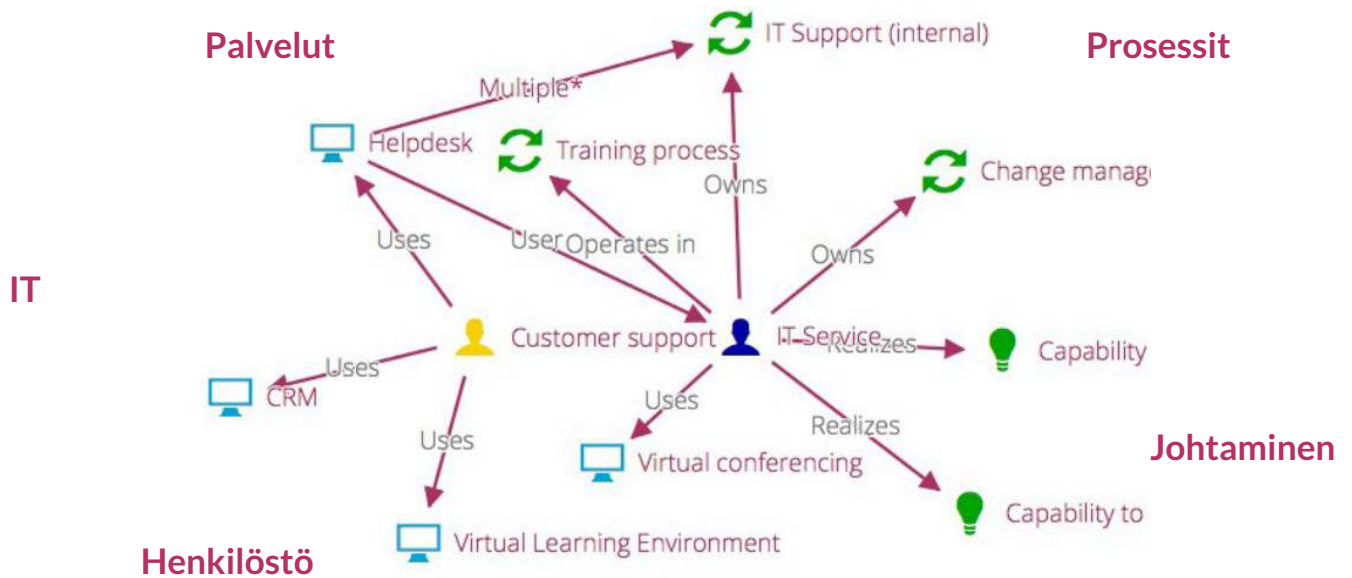 IT Support (internal)
Palvelut
Prosessit
Multiple*
Helpdesk
Training process
Change manag
Owns
Uses
User
Operates in
Owns
IT
Customer support
IT Service
Realizes
Capability
Uses
CRM
Uses
Realizes
Uses
Johtaminen
Virtual conferencing
Capability to
Virtual Learning Environment
Henkilöstö